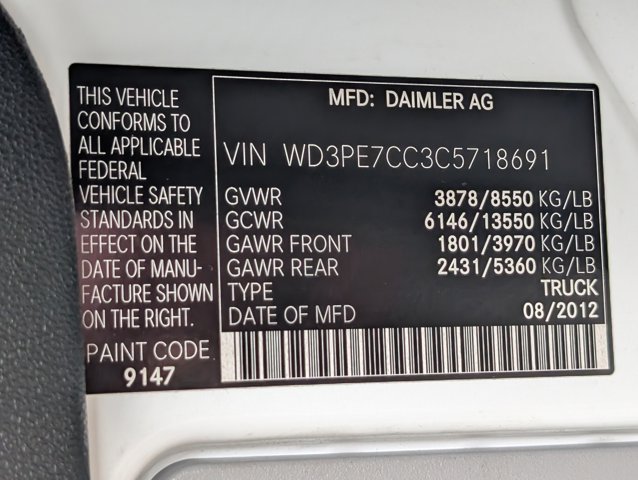 THIS VEHICLE
CONFORMS TO
ALL APPLICABLE
FEDERAL
VEHICLE SAFETY
STANDARDS IN
EFFECT ON THE
DATE OF MANU-
FACTURE SHOWN
ON THE RIGHT.
PAINT CODE
9147
MFD: DAIMLER AG
VIN WD3PE7CC3C5718691
GVWR 3878/8550 KG/LB
GCWR 6146/13550 KG/LB
GAWR FRONT 1801/3970 KG/LB
GAWR REAR 2431/5360 KG/LB
TYPE TRUCK
DATE OF MFD 08/2012